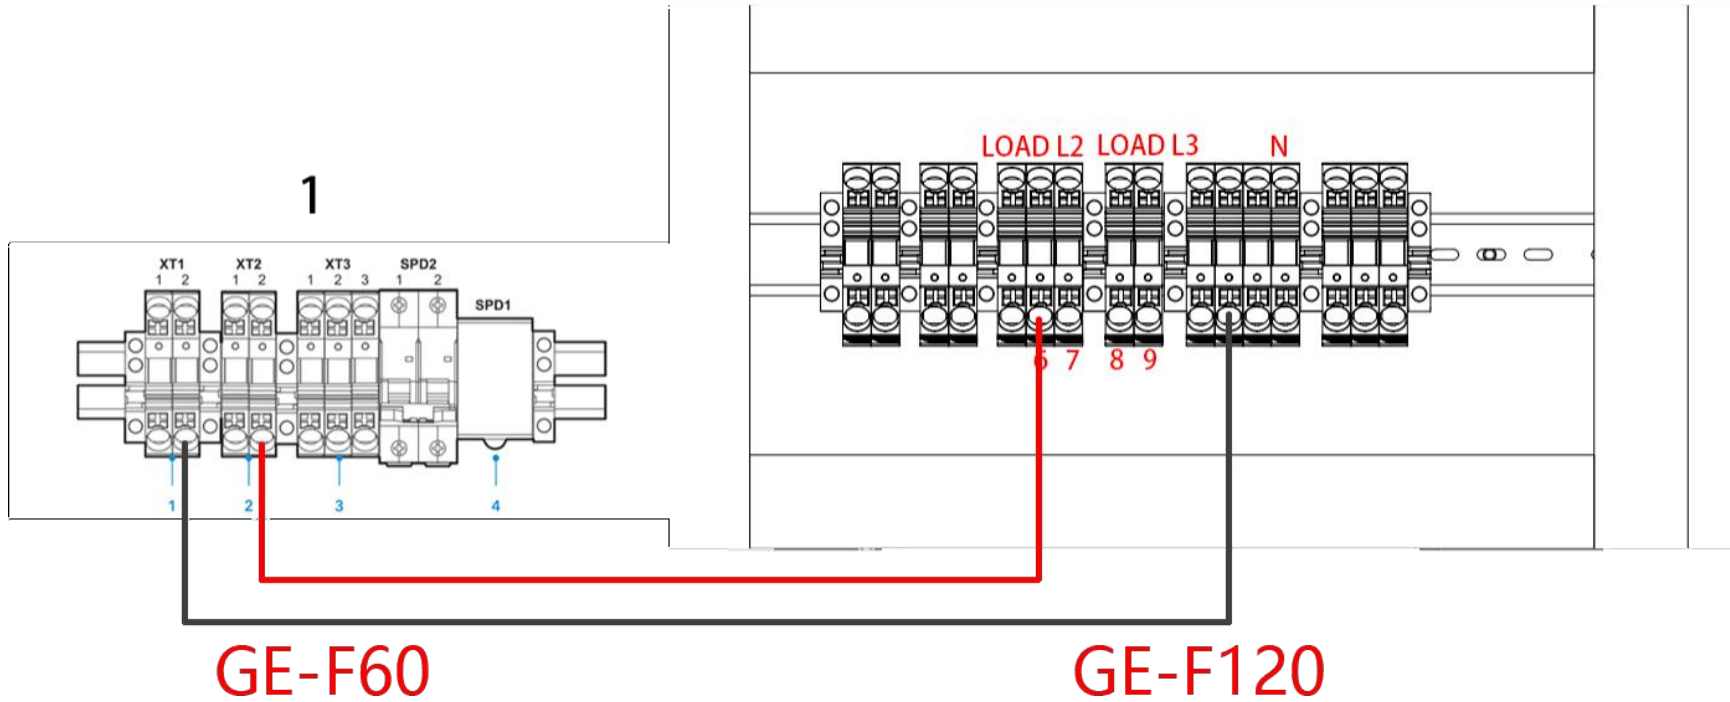 LOAD L2 LOAD L3 N
1
XT1 XT2 XT3 SPD2
1 2 1 2 1 2 3 1 2
SPD1
6 7 8 9
1 2 3 4
GE-F60 GE-F120